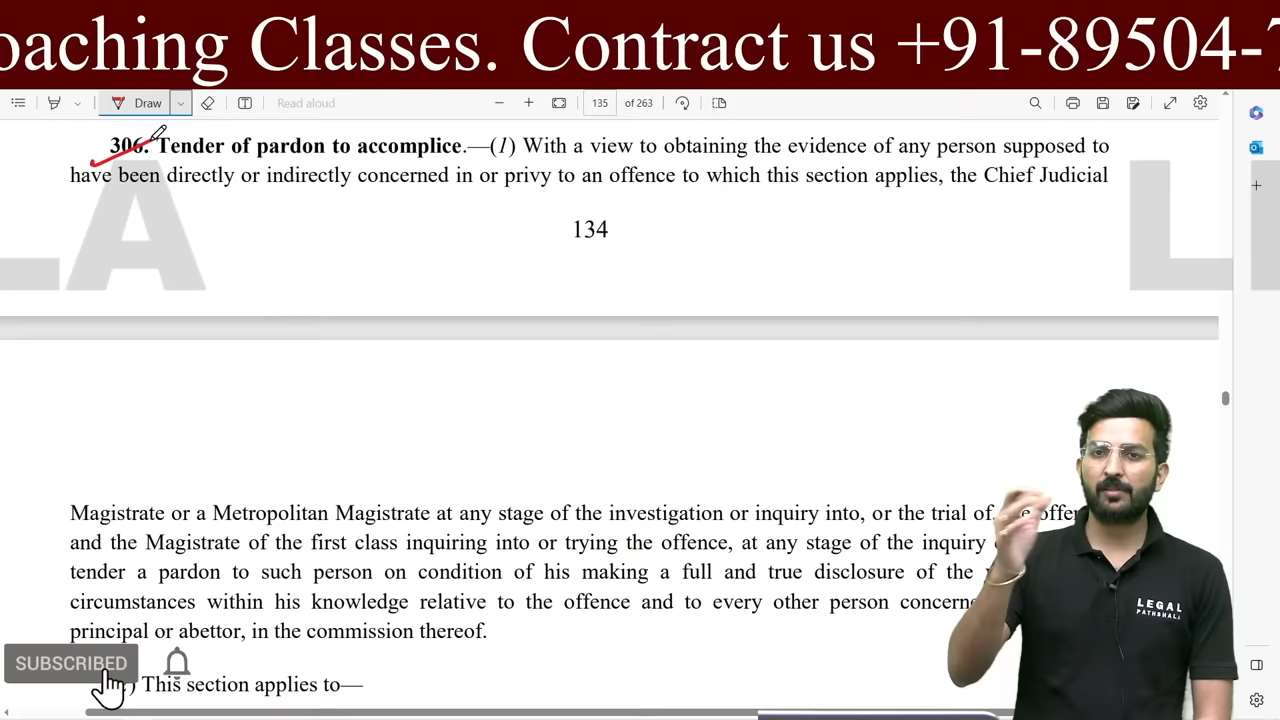 oaching Classes. Contract us +91-89504-7
Draw
Read aloud
135 of 263
306. Tender of pardon to accomplice.—(1) With a view to obtaining the evidence of any person supposed to
have been directly or indirectly concerned in or privy to an offence to which this section applies, the Chief Judicial
LA
L
134
Magistrate or a Metropolitan Magistrate at any stage of the investigation or inquiry into, or the trial of,
and the Magistrate of the first class inquiring into or trying the offence, at any stage of the inquiry
tender a pardon to such person on condition of his making a full and true disclosure of the
circumstances within his knowledge relative to the offence and to every other person
principal or abettor, in the commission thereof.
LEGAL
PATHSHALA
SUBSCRIBED
) This section applies to—